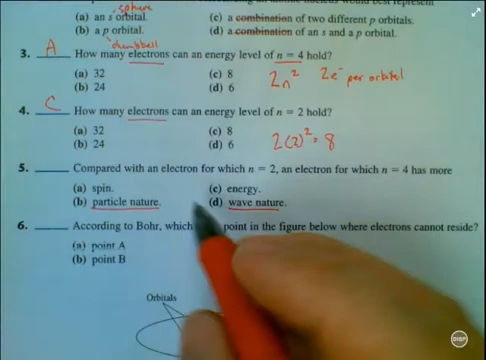 sphere
(a) an s orbital. (c) a combination of two different p orbitals.
(b) a p orbital. (d) a combination of an s and a p orbital.
dumbbell
3. A How many electrons can an energy level of n = 4 hold?
(a) 32 (c) 8 2n² 2e⁻ per orbital
(b) 24 (d) 6
4. C How many electrons can an energy level of n = 2 hold?
(a) 32 (c) 8
(b) 24 (d) 6 2(2)² = 8
5. Compared with an electron for which n = 2, an electron for which n = 4 has more
(a) spin. (c) energy.
(b) particle nature. (d) wave nature.
6. According to Bohr, which point in the figure below where electrons cannot reside?
(a) point A
(b) point B
Orbitals
DISP